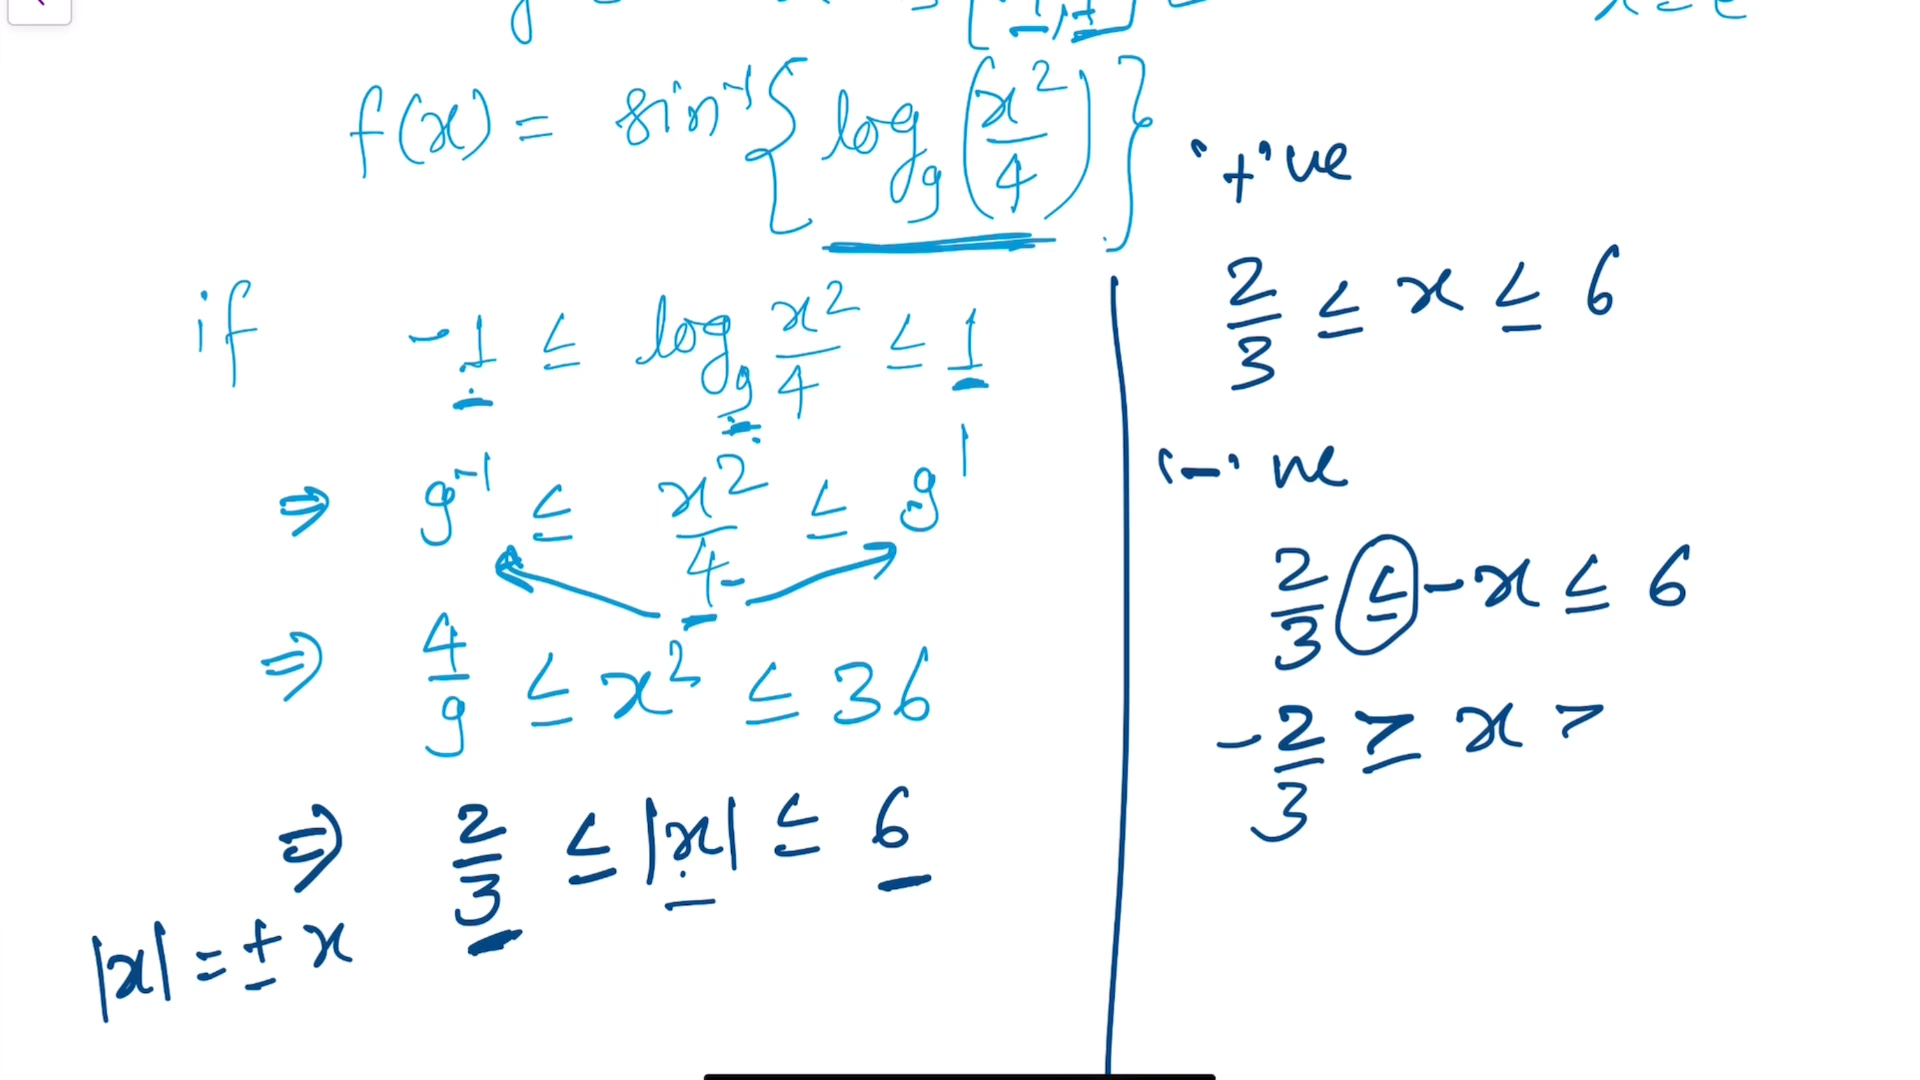 f(x) = sin⁻¹{log₉(x²/4)}
if -1 ≤ log₉ x²/4 ≤ 1
⇒ 9⁻¹ ≤ x²/4 ≤ 9¹
⇒ 4/9 ≤ x² ≤ 36
⇒ 2/3 ≤ |x| ≤ 6
|x| = ± x
'+' ve
2/3 ≤ x ≤ 6
'-' ve
2/3 ≤ -x ≤ 6
-2/3 ≥ x >